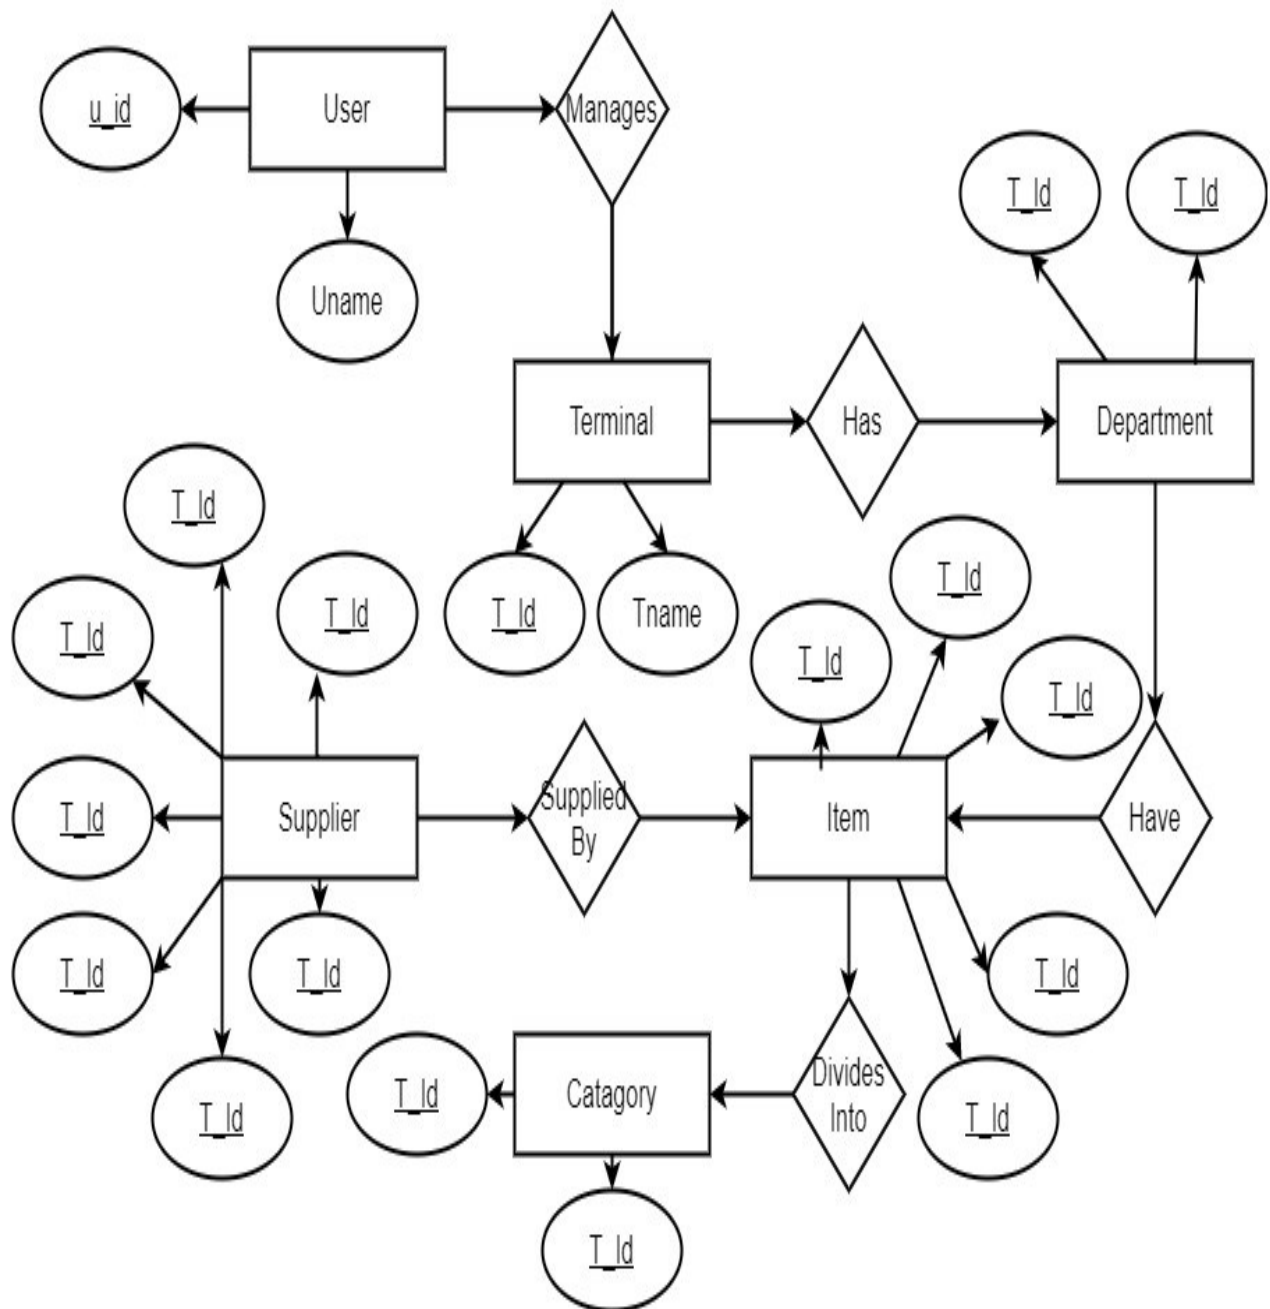 u_id
User
Manages
T_Id
T_Id
Uname
Terminal
Has
Department
T_Id
T_Id
T_Id
T_Id
T_Id
Tname
T_Id
T_Id
T_Id
Supplier
Supplied
By
Item
Have
T_Id
T_Id
T_Id
T_Id
T_Id
T_Id
Catagory
Divides
Into
T_Id
T_Id